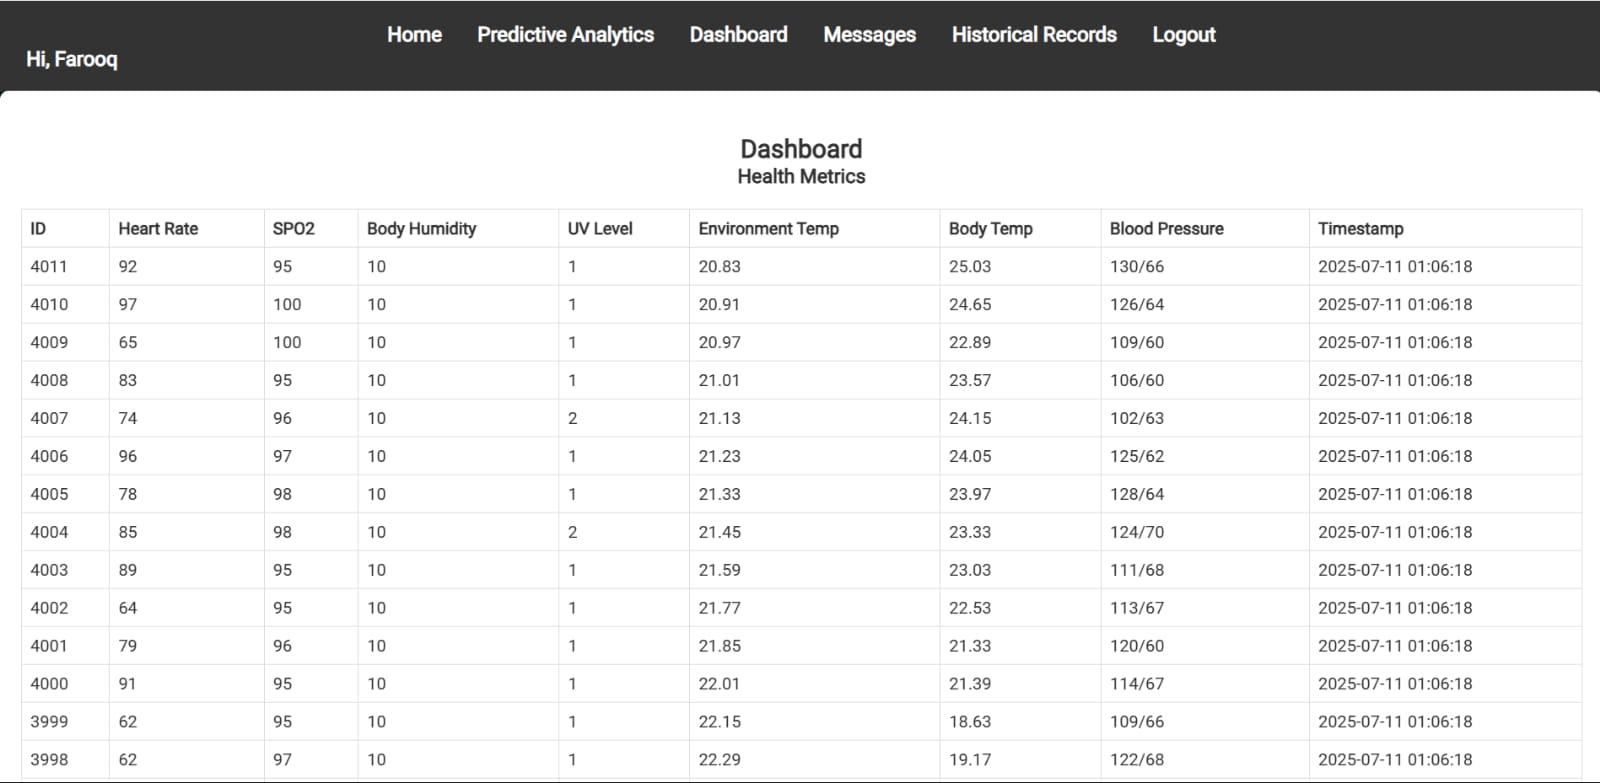 Home Predictive Analytics Dashboard Messages Historical Records Logout
Hi, Farooq
Dashboard
Health Metrics
ID Heart Rate SPO2 Body Humidity UV Level Environment Temp Body Temp Blood Pressure Timestamp
4011 92 95 10 1 20.83 25.03 130/66 2025-07-11 01:06:18
4010 97 100 10 1 20.91 24.65 126/64 2025-07-11 01:06:18
4009 65 100 10 1 20.97 22.89 109/60 2025-07-11 01:06:18
4008 83 95 10 1 21.01 23.57 106/60 2025-07-11 01:06:18
4007 74 96 10 2 21.13 24.15 102/63 2025-07-11 01:06:18
4006 96 97 10 1 21.23 24.05 125/62 2025-07-11 01:06:18
4005 78 98 10 1 21.33 23.97 128/64 2025-07-11 01:06:18
4004 85 98 10 2 21.45 23.33 124/70 2025-07-11 01:06:18
4003 89 95 10 1 21.59 23.03 111/68 2025-07-11 01:06:18
4002 64 95 10 1 21.77 22.53 113/67 2025-07-11 01:06:18
4001 79 96 10 1 21.85 21.33 120/60 2025-07-11 01:06:18
4000 91 95 10 1 22.01 21.39 114/67 2025-07-11 01:06:18
3999 62 95 10 1 22.15 18.63 109/66 2025-07-11 01:06:18
3998 62 97 10 1 22.29 19.17 122/68 2025-07-11 01:06:18